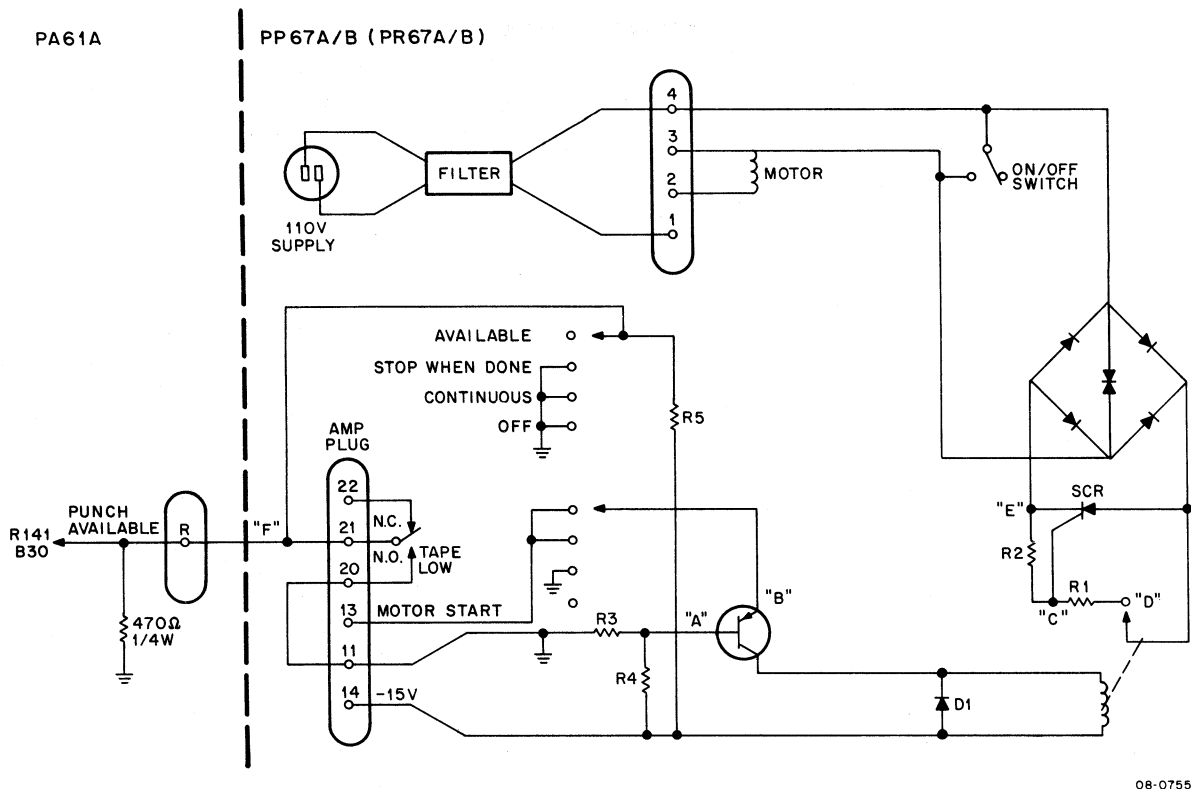 PA61A
PP67A/B (PR67A/B)
4
3
2
1
FILTER
MOTOR
ON/OFF
SWITCH
110V
SUPPLY
AVAILABLE
STOP WHEN DONE
CONTINUOUS
OFF
R5
AMP
PLUG
22
21
20
13
11
14
N.C.
N.O.
TAPE
LOW
MOTOR START
-15V
R141
B30
PUNCH
AVAILABLE
R
"F"
470Ω
1/4W
R3
R4
"A"
"B"
D1
"E"
SCR
R2
R1
"C"
"D"
08-0755